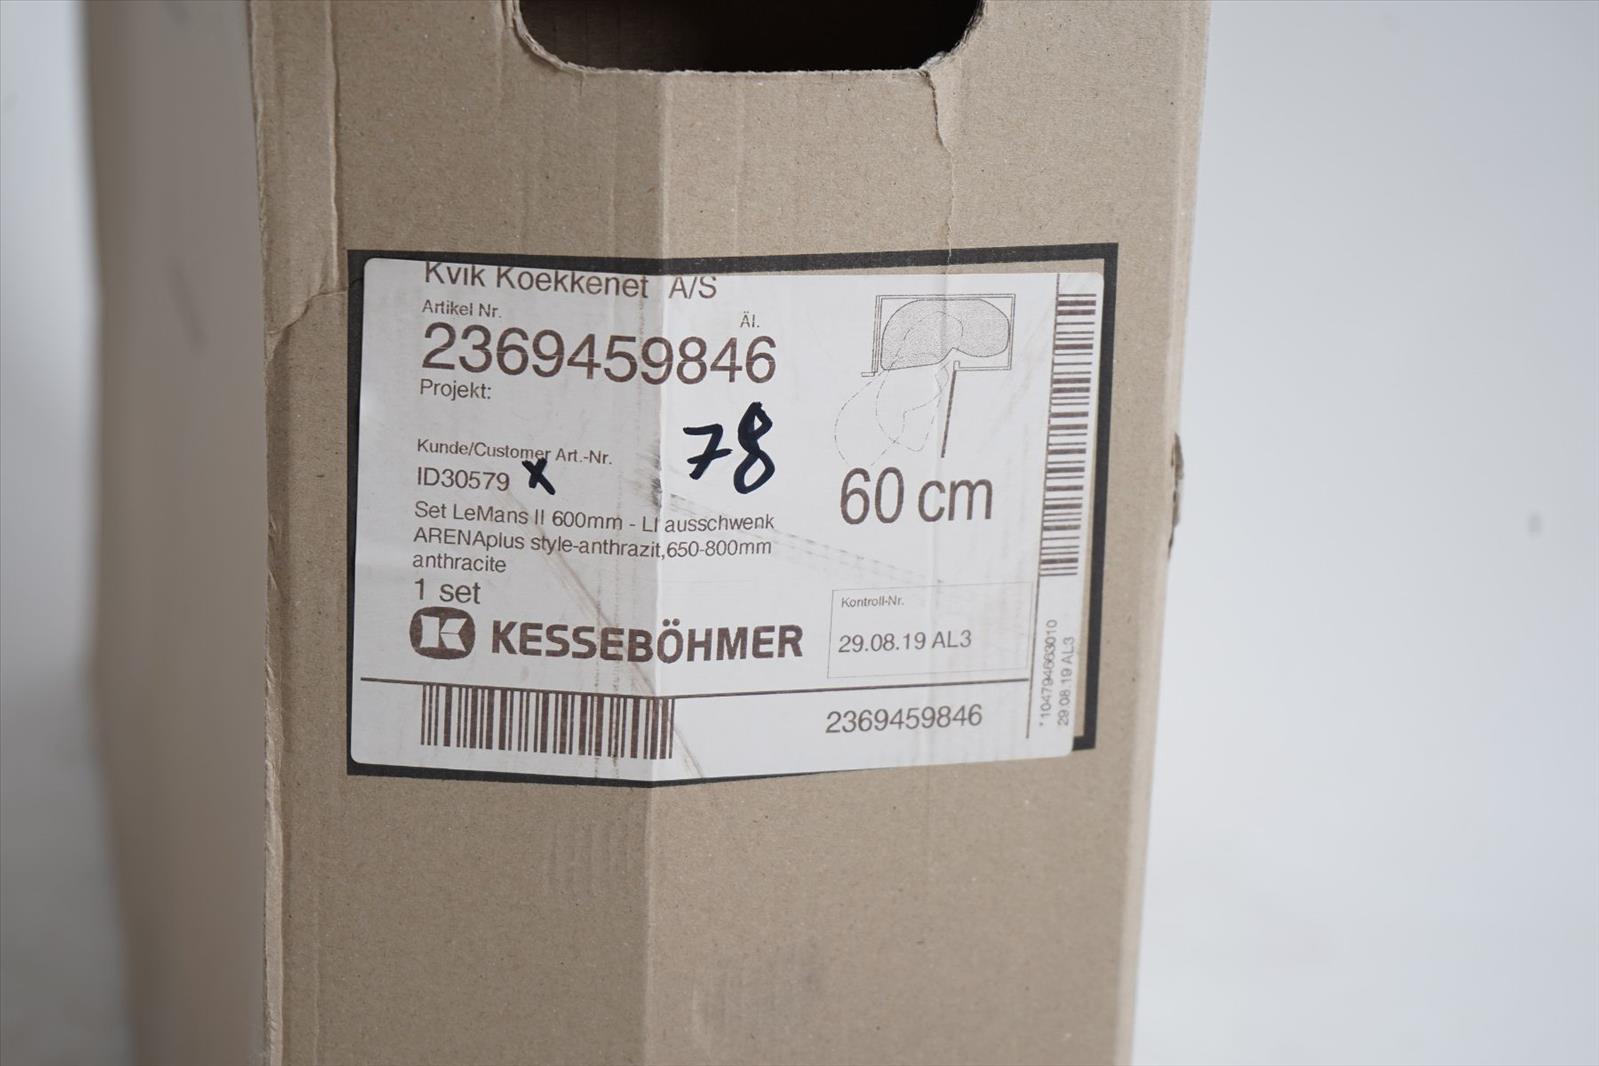 Kvik Koekkenet A/S
Artikel Nr.
Äl.
2369459846
Projekt:
78
Kunde/Customer Art.-Nr.
ID30579 x
60 cm
Set LeMans II 600mm - LI ausschwenk
ARENAplus style-anthrazit,650-800mm
anthracite
1 set
K KESSEBÖHMER
Kontroll-Nr.
29.08.19 AL3
2369459846
29.08.19 AL3